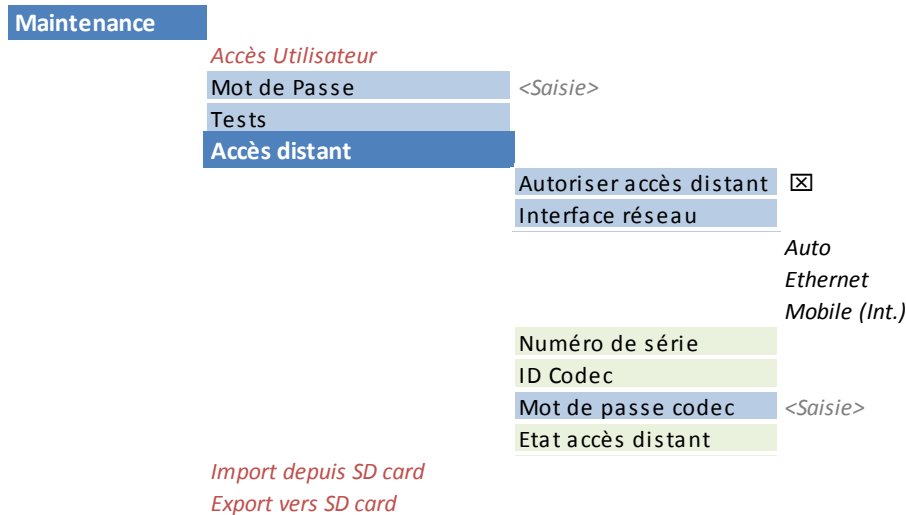 Maintenance
Accès Utilisateur
Mot de Passe <Saisie>
Tests
Accès distant
Autoriser accès distant ☒
Interface réseau
Auto
Ethernet
Mobile (Int.)
Numéro de série
ID Codec
Mot de passe codec <Saisie>
Etat accès distant
Import depuis SD card
Export vers SD card